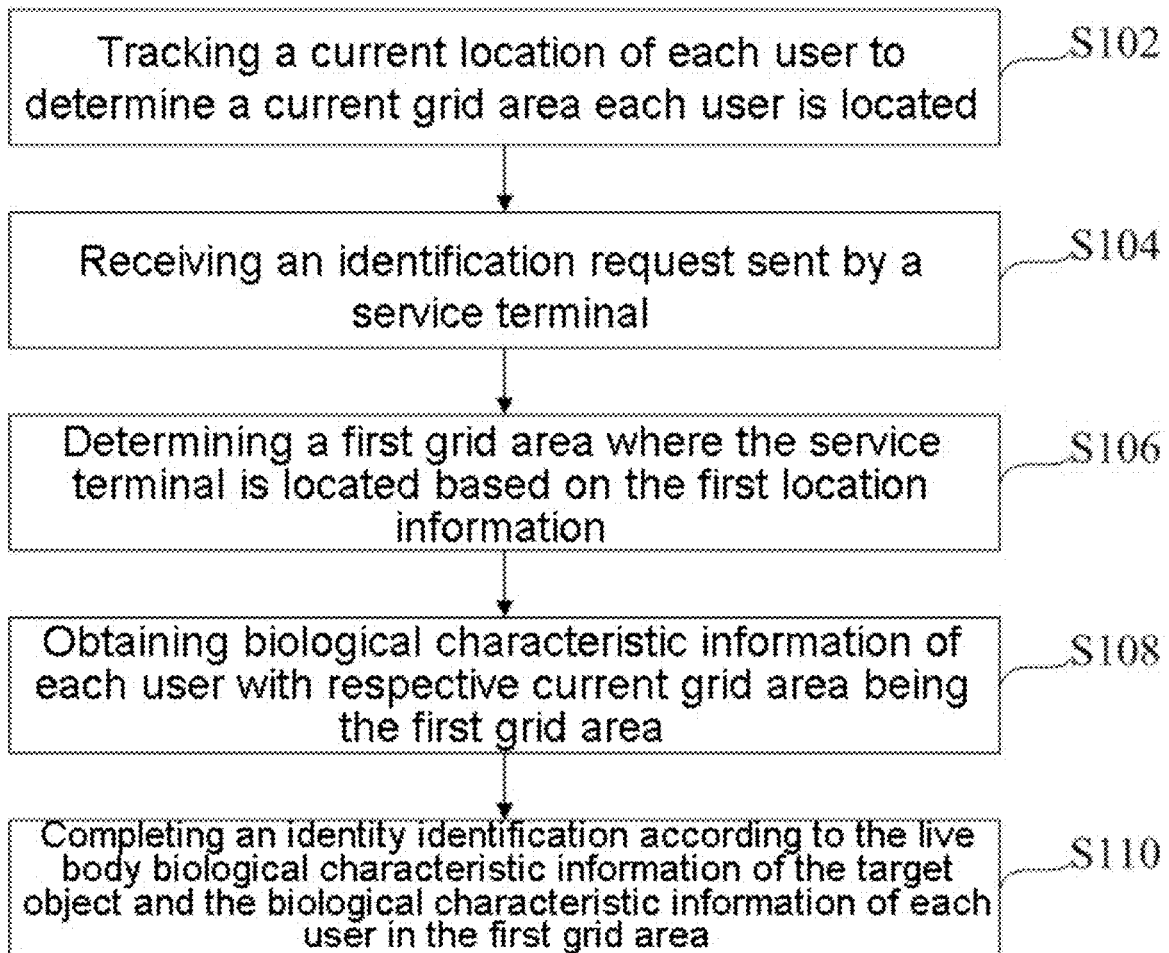 Tracking a current location of each user to
determine a current grid area each user is located
S102
Receiving an identification request sent by a
service terminal
S104
Determining a first grid area where the service
terminal is located based on the first location
information
S106
Obtaining biological characteristic information of
each user with respective current grid area being
the first grid area
S108
Completing an identity identification according to the live
body biological characteristic information of the target
object and the biological characteristic information of each
user in the first grid area
S110